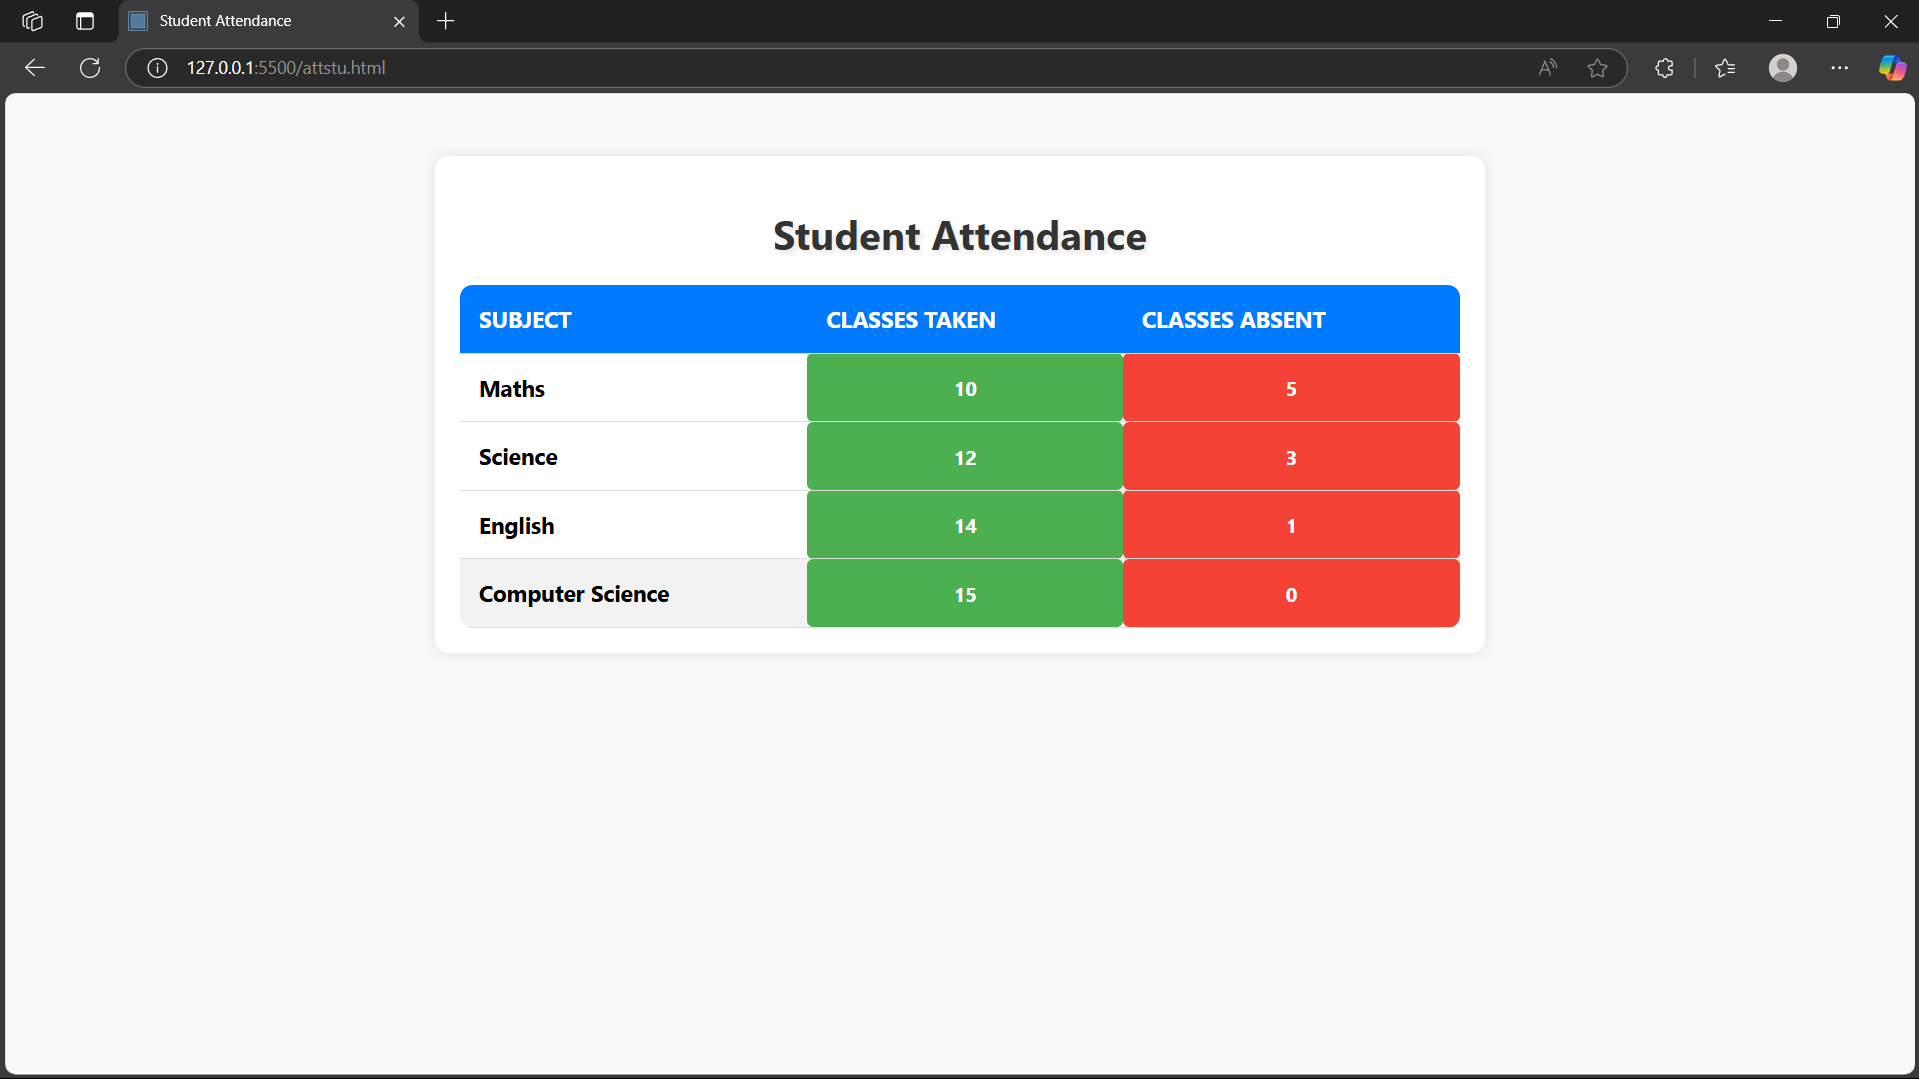 Student Attendance
127.0.0.1:5500/attstu.html
Student Attendance
SUBJECT CLASSES TAKEN CLASSES ABSENT
Maths 10 5
Science 12 3
English 14 1
Computer Science 15 0